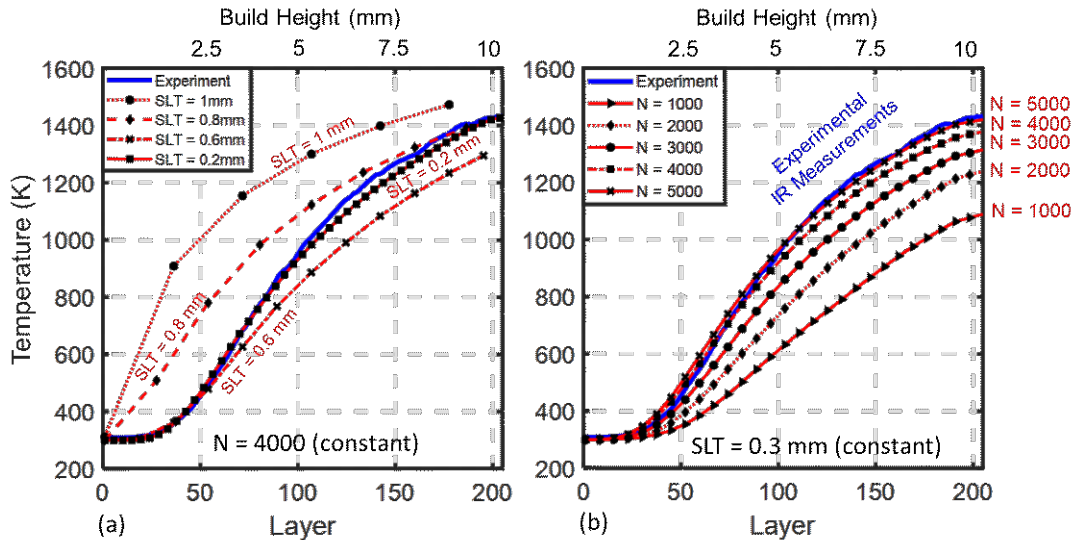 Build Height (mm)
2.5 5 7.5 10
1600
1400
1200
1000
800
600
400
200
Temperature (K)
Experiment
SLT = 1mm
SLT = 0.8mm
SLT = 0.6mm
SLT = 0.2mm
SLT = 1 mm
SLT = 0.2 mm
SLT = 0.8 mm
SLT = 0.6 mm
N = 4000 (constant)
0 50 100 150 200
(a)
Layer
Build Height (mm)
2.5 5 7.5 10
1600
1400
1200
1000
800
600
400
200
Experiment
N = 1000
N = 2000
N = 3000
N = 4000
N = 5000
Experimental
IR Measurements
N = 5000
N = 4000
N = 3000
N = 2000
N = 1000
SLT = 0.3 mm (constant)
0 50 100 150 200
(b)
Layer